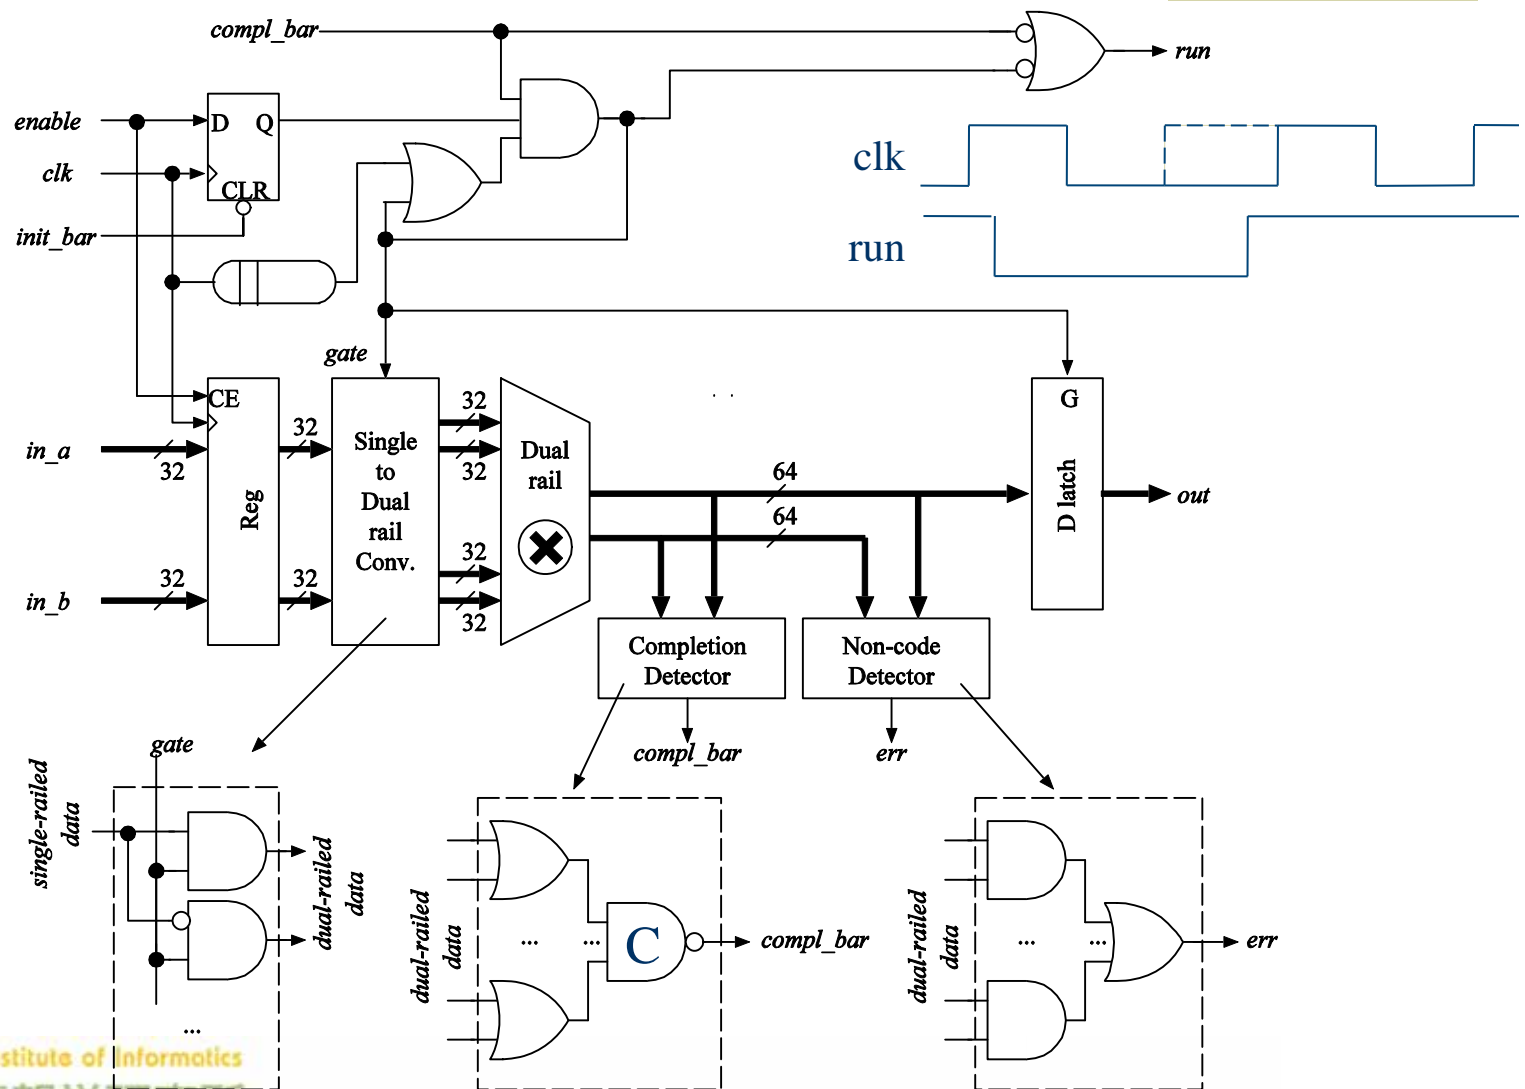 compl_bar
run
enable
D Q
clk
CLR
init_bar
clk
run
gate
CE
G
in_a
32
32
32
32
Single
to
Dual
rail
Conv.
Dual
rail
Reg
64
64
D latch
out
in_b
32
32
32
32
Completion
Detector
Non-code
Detector
compl_bar
err
gate
single-railed
data
dual-railed
data
...
dual-railed
data
...
...
C
compl_bar
dual-railed
data
...
...
err
stitute of Informatics